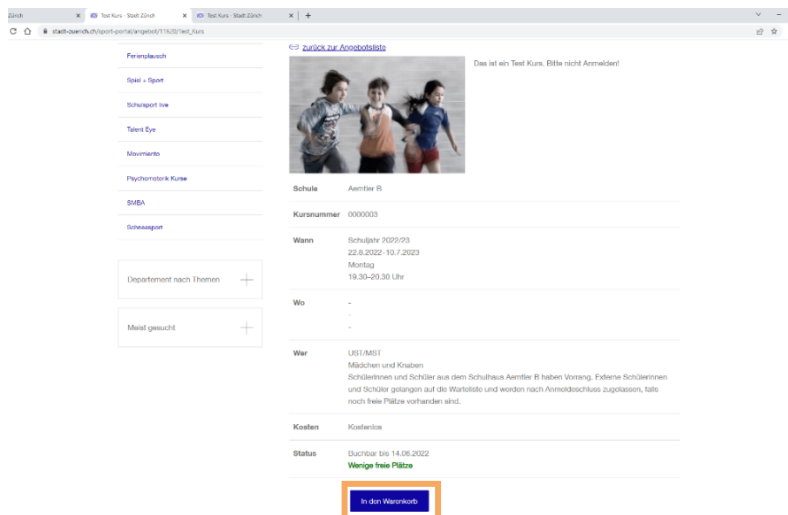 Zürich
Test Kurs - Stadt Zürich
Test Kurs - Stadt Zürich
stadt-zuerich.ch/sport-portal/angebot/11620/Test_Kurs
zurück zur Angebotsliste
Das ist ein Test Kurs. Bitte nicht Anmelden!
Ferienplausch
Spiel + Sport
Schulsport live
Talent Eye
Movimiento
Psychomotorik Kurse
SMBA
Schneesport
Departement nach Themen
Meist gesucht
Schule Aemtler B
Kursnummer 0000003
Wann Schuljahr 2022/23
22.8.2022–10.7.2023
Montag
19.30–20.30 Uhr
Wo -
-
-
Wer UST/MST
Mädchen und Knaben
Schülerinnen und Schüler aus dem Schulhaus Aemtler B haben Vorrang. Externe Schülerinnen
und Schüler gelangen auf die Warteliste und werden nach Anmeldeschluss zugelassen, falls
noch freie Plätze vorhanden sind.
Kosten Kostenlos
Status Buchbar bis 14.06.2022
Wenige freie Plätze
In den Warenkorb